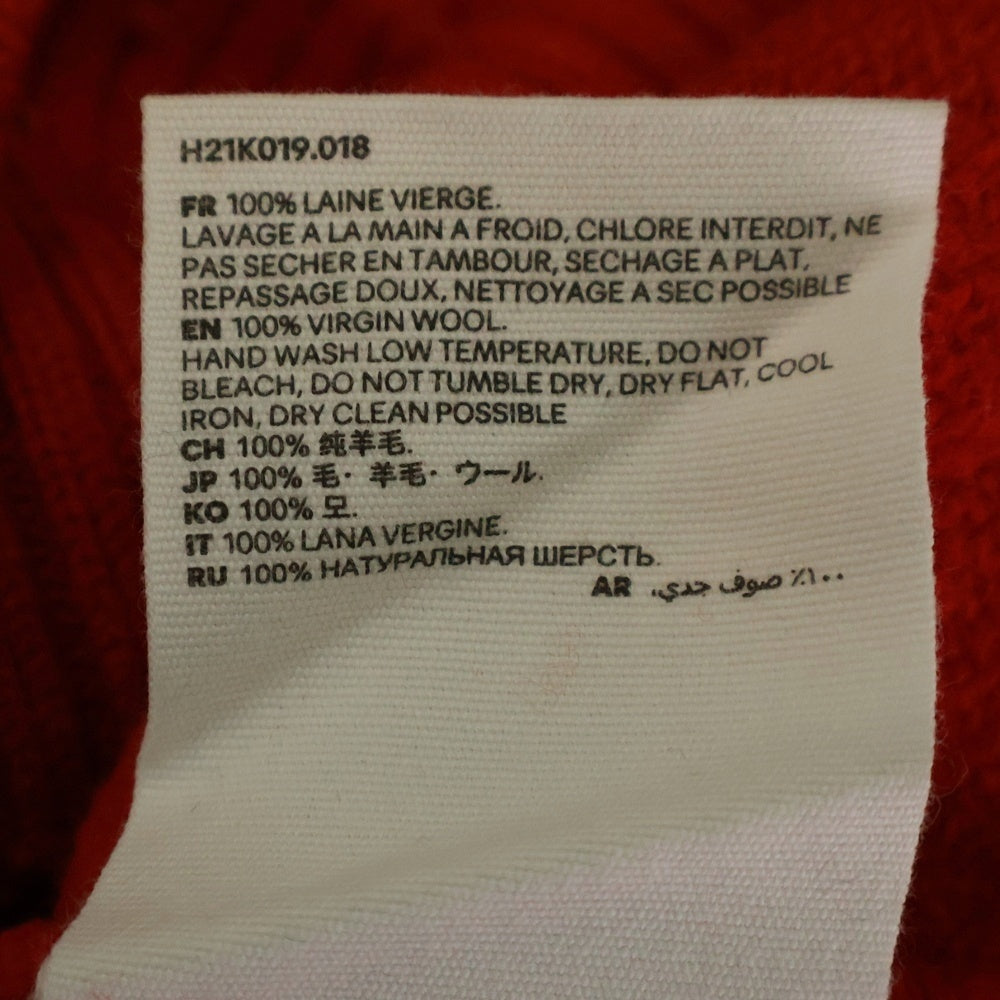 H21K019.018
FR 100% LAINE VIERGE.
LAVAGE A LA MAIN A FROID, CHLORE INTERDIT, NE
PAS SECHER EN TAMBOUR, SECHAGE A PLAT,
REPASSAGE DOUX, NETTOYAGE A SEC POSSIBLE
EN 100% VIRGIN WOOL.
HAND WASH LOW TEMPERATURE, DO NOT
BLEACH, DO NOT TUMBLE DRY, DRY FLAT, COOL
IRON, DRY CLEAN POSSIBLE
CH 100% 纯羊毛.
JP 100% 毛・ 羊毛・ ウール.
KO 100% 모.
IT 100% LANA VERGINE.
RU 100% НАТУРАЛЬНАЯ ШЕРСТЬ.
AR ١٠٠٪ صوف جدي.